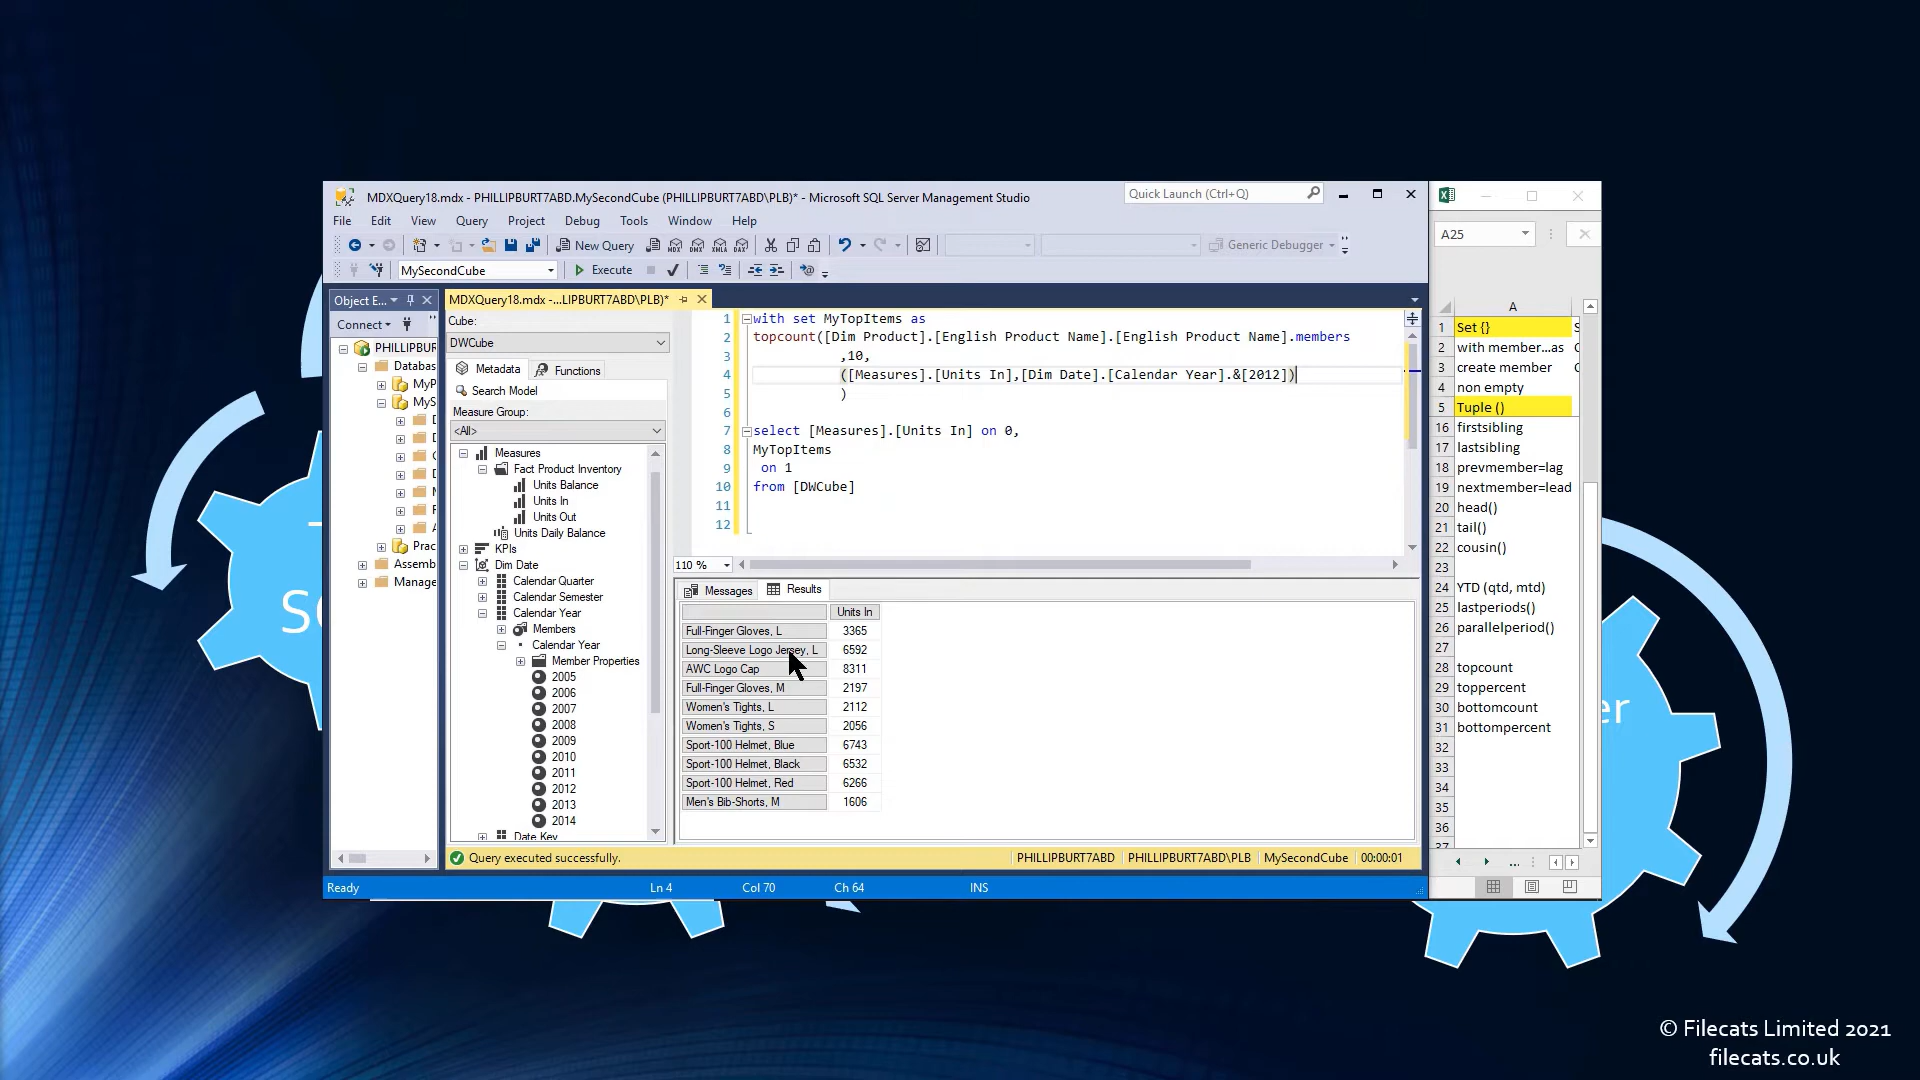 MDXQuery18.mdx - PHILLIPBURT7ABD.MySecondCube (PHILLIPBURT7ABD\PLB)* - Microsoft SQL Server Management Studio
Quick Launch (Ctrl+Q)
File Edit View Query Project Debug Tools Window Help
New Query
Generic Debugger
MySecondCube
Execute
Object E...
Connect
PHILLIPBUR
Databas
MyP
MyS
Prac
Assemb
Manage
MDXQuery18.mdx -...LIPBURT7ABD\PLB)*
Cube:
DWCube
Metadata Functions
Search Model
Measure Group:
<All>
Measures
Fact Product Inventory
Units Balance
Units In
Units Out
Units Daily Balance
KPIs
Dim Date
Calendar Quarter
Calendar Semester
Calendar Year
Members
Calendar Year
Member Properties
2005
2006
2007
2008
2009
2010
2011
2012
2013
2014
Date Key
1 with set MyTopItems as
2 topcount([Dim Product].[English Product Name].[English Product Name].members
3 ,10,
4 ([Measures].[Units In],[Dim Date].[Calendar Year].&[2012])
5 )
6
7 select [Measures].[Units In] on 0,
8 MyTopItems
9 on 1
10 from [DWCube]
11
12
110 %
Messages Results
Units In
Full-Finger Gloves, L 3365
Long-Sleeve Logo Jersey, L 6592
AWC Logo Cap 8311
Full-Finger Gloves, M 2197
Women's Tights, L 2112
Women's Tights, S 2056
Sport-100 Helmet, Blue 6743
Sport-100 Helmet, Black 6532
Sport-100 Helmet, Red 6266
Men's Bib-Shorts, M 1606
Query executed successfully. PHILLIPBURT7ABD PHILLIPBURT7ABD\PLB MySecondCube 00:00:01
Ready Ln 4 Col 70 Ch 64 INS
A25
A
1 Set {} S
2 with member...as
3 create member
4 non empty
5 Tuple ()
16 firstsibling
17 lastsibling
18 prevmember=lag
19 nextmember=lead
20 head()
21 tail()
22 cousin()
23
24 YTD (qtd, mtd)
25 lastperiods()
26 parallelperiod()
27
28 topcount
29 toppercent
30 bottomcount
31 bottompercent
32
33
34
35
36
37
...
er
© Filecats Limited 2021
filecats.co.uk